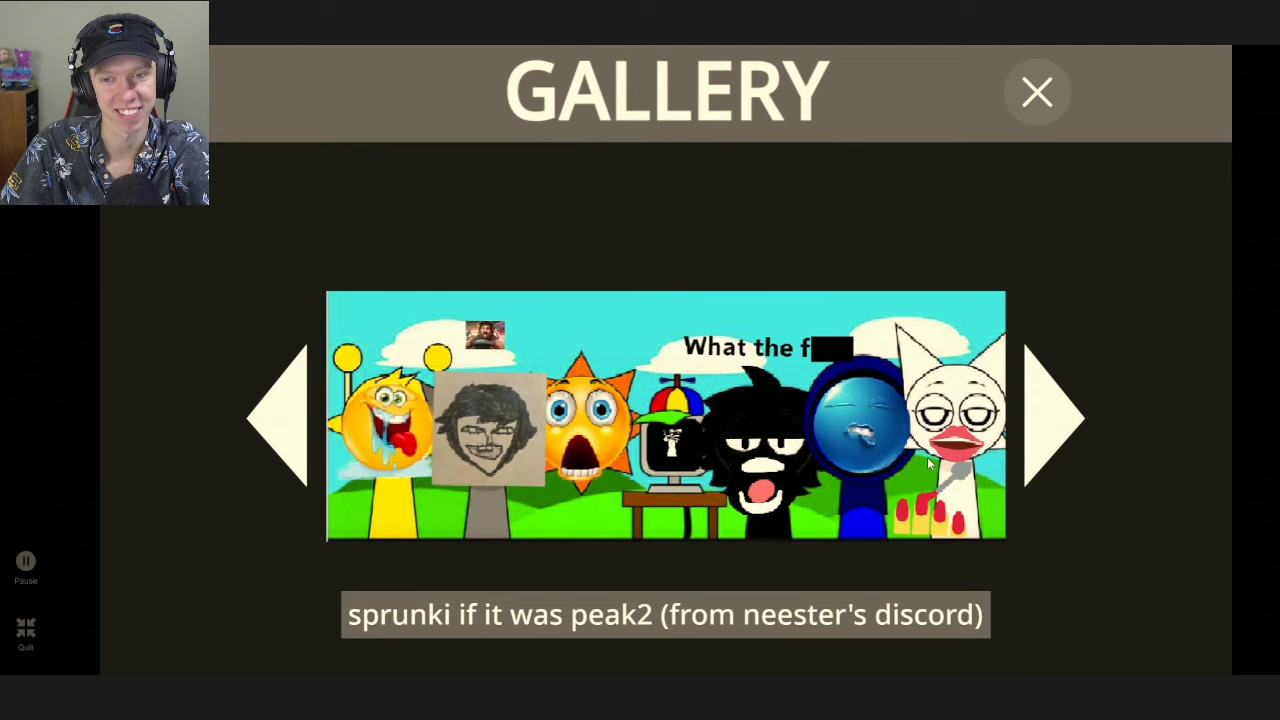 GALLERY
What the f
sprunki if it was peak2 (from neester's discord)
Pause
Quit